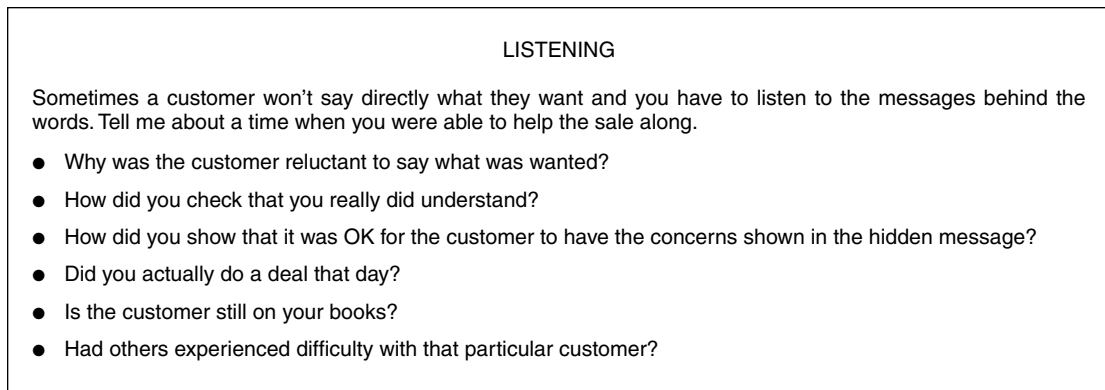 LISTENING
Sometimes a customer won't say directly what they want and you have to listen to the messages behind the
words. Tell me about a time when you were able to help the sale along.
● Why was the customer reluctant to say what was wanted?
● How did you check that you really did understand?
● How did you show that it was OK for the customer to have the concerns shown in the hidden message?
● Did you actually do a deal that day?
● Is the customer still on your books?
● Had others experienced difficulty with that particular customer?